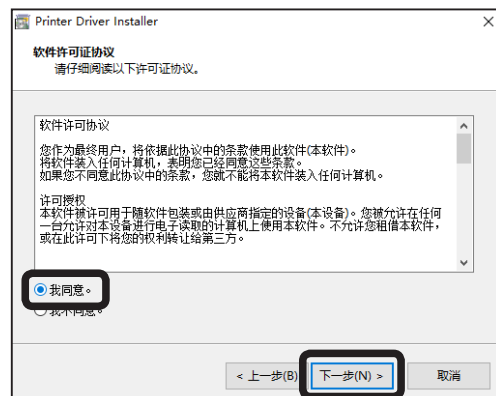 Printer Driver Installer
软件许可证协议
请仔细阅读以下许可证协议。
软件许可协议
您作为最终用户，将依据此协议中的条款使用此软件(本软件)。
将软件装入任何计算机，表明您已经同意这些条款。
如果您不同意此协议中的条款，您就不能将本软件装入任何计算机。
许可授权
本软件被许可用于随软件包装或由供应商指定的设备(本设备)。您被允许在任何
一台允许对本设备进行电子读取的计算机上使用本软件。不允许您租借本软件，
或在此许可下将您的权利转让给第三方。
我同意。
我不同意。
< 上一步(B)
下一步(N) >
取消